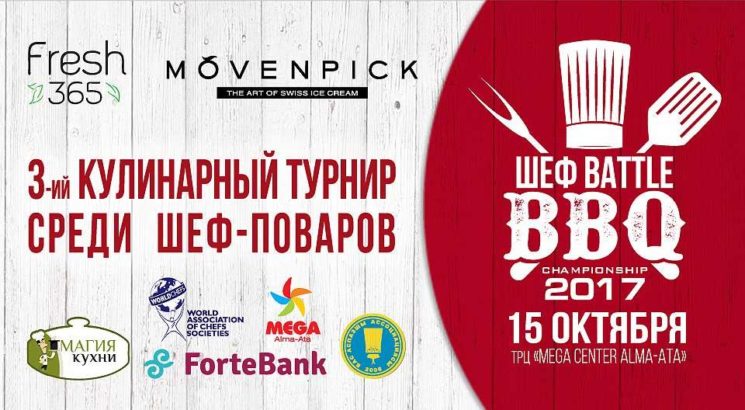 Fresh
365
MÖVENPICK
THE ART OF SWISS ICE CREAM
3-ий КУЛИНАРНЫЙ ТУРНИР
СРЕДИ ШЕФ-ПОВАРОВ
ШЕФ BATTLE
BBQ
CHAMPIONSHIP
2017
15 ОКТЯБРЯ
ТРЦ «MEGA CENTER ALMA-ATA»
WORLDCHEFS
WORLD
ASSOCIATION
OF CHEFS
SOCIETIES
MEGA
Alma-Ata
МАГИЯ
КУХНИ
ForteBank